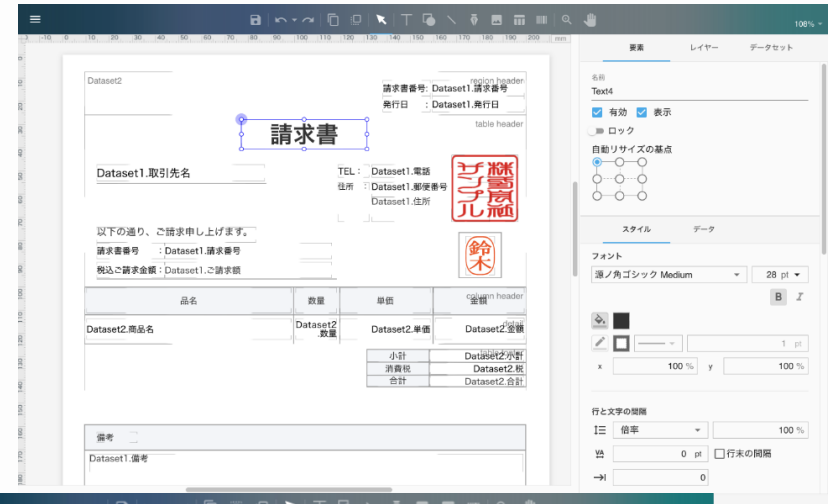 108%
-10 0 10 20 30 40 50 60 70 80 90 100 110 120 130 140 150 160 170 180 190 200 mm
要素 レイヤー データセット
Dataset2
region header
請求書番号: Dataset1.請求書番号
発行日 : Dataset1.発行日
table header
請求書
Dataset1.取引先名
TEL : Dataset1.電話
住所 : Dataset1.郵便番号
Dataset1.住所
株式会社サンプル
以下の通り、ご請求申し上げます。
請求書番号 : Dataset1.請求書番号
税込ご請求金額 : Dataset1.ご請求額
鈴木
column header
品名 数量 単価 金額
detail
Dataset2.商品名 Dataset2.数量 Dataset2.単価 Dataset2.金額
小計 Dataset2.小計
消費税 Dataset2.税
合計 Dataset2.合計
備考
Dataset1.備考
名前
Text4
有効 表示
ロック
自動リサイズの基点
スタイル データ
フォント
源ノ角ゴシック Medium 28 pt
B I
1 pt
x 100 % y 100 %
行と文字の間隔
倍率 100 %
VA 0 pt 行末の間隔
0